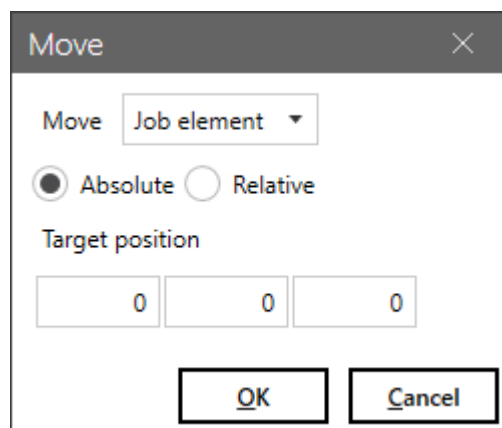 Move
Move Job element
Absolute Relative
Target position
0 0 0
OK Cancel